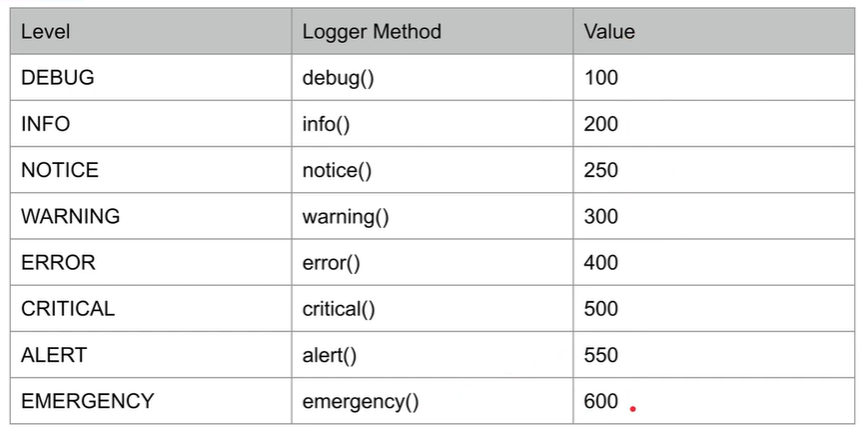 Level Logger Method Value
DEBUG debug() 100
INFO info() 200
NOTICE notice() 250
WARNING warning() 300
ERROR error() 400
CRITICAL critical() 500
ALERT alert() 550
EMERGENCY emergency() 600